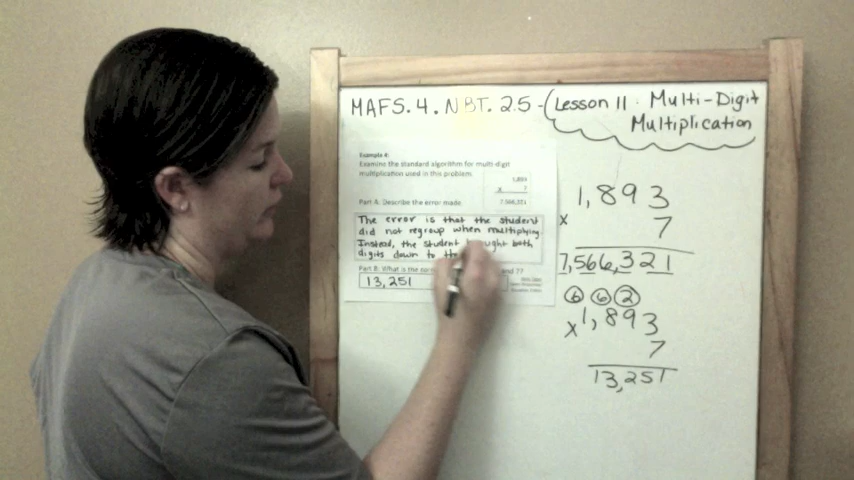 MAFS.4.NBT.2.5 - Lesson 11 : Multi-Digit
Multiplication
Example 4:
Examine the standard algorithm for multi-digit
multiplication used in this problem:
1,893
x 7
7,566,321
Part A: Describe the error made.
The error is that the student
did not regroup when multiplying.
Instead, the student both
digits down to
Part B: What is the and 7?
13,251
1,893
x 7
7,566,321
6 6 2
x 1,893
7
13,251